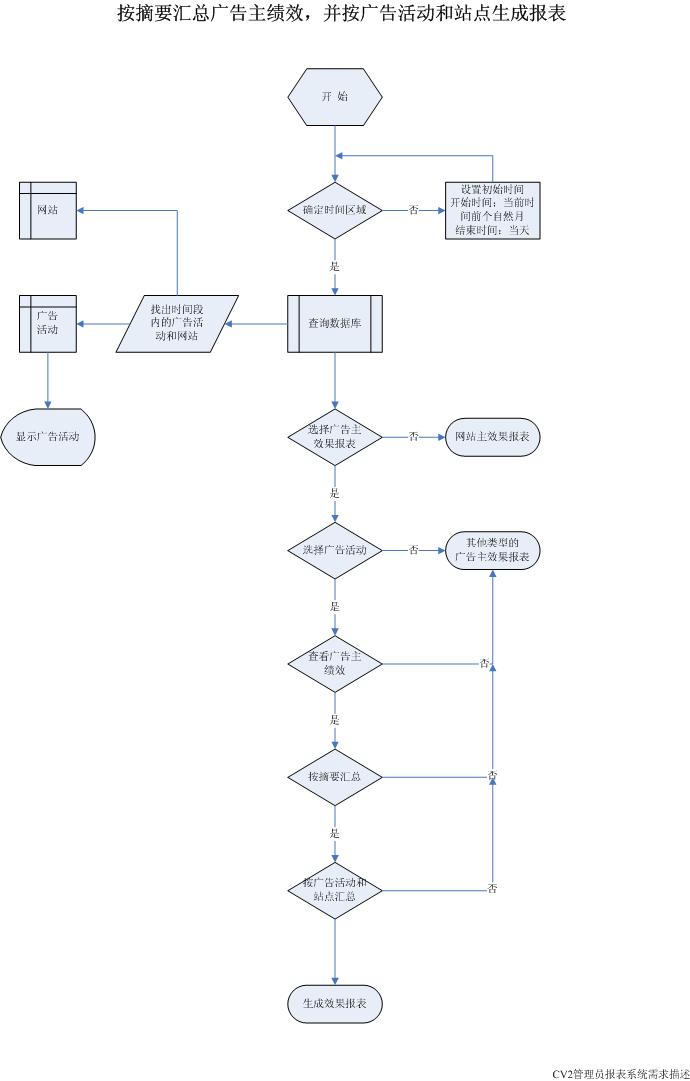 按摘要汇总广告主绩效，并按广告活动和站点生成报表
开 始
网站
确定时间区域
否
设置初始时间
开始时间：当前时
间前个自然月
结束时间：当天
是
广告
活动
找出时间段
内的广告活
动和网站
查询数据库
显示广告活动
选择广告主
效果报表
否
网站主效果报表
是
选择广告活动
否
其他类型的
广告主效果报表
是
查看广告主
绩效
否
是
按摘要汇总
否
是
按广告活动和
站点汇总
否
生成效果报表
CV2管理员报表系统需求描述